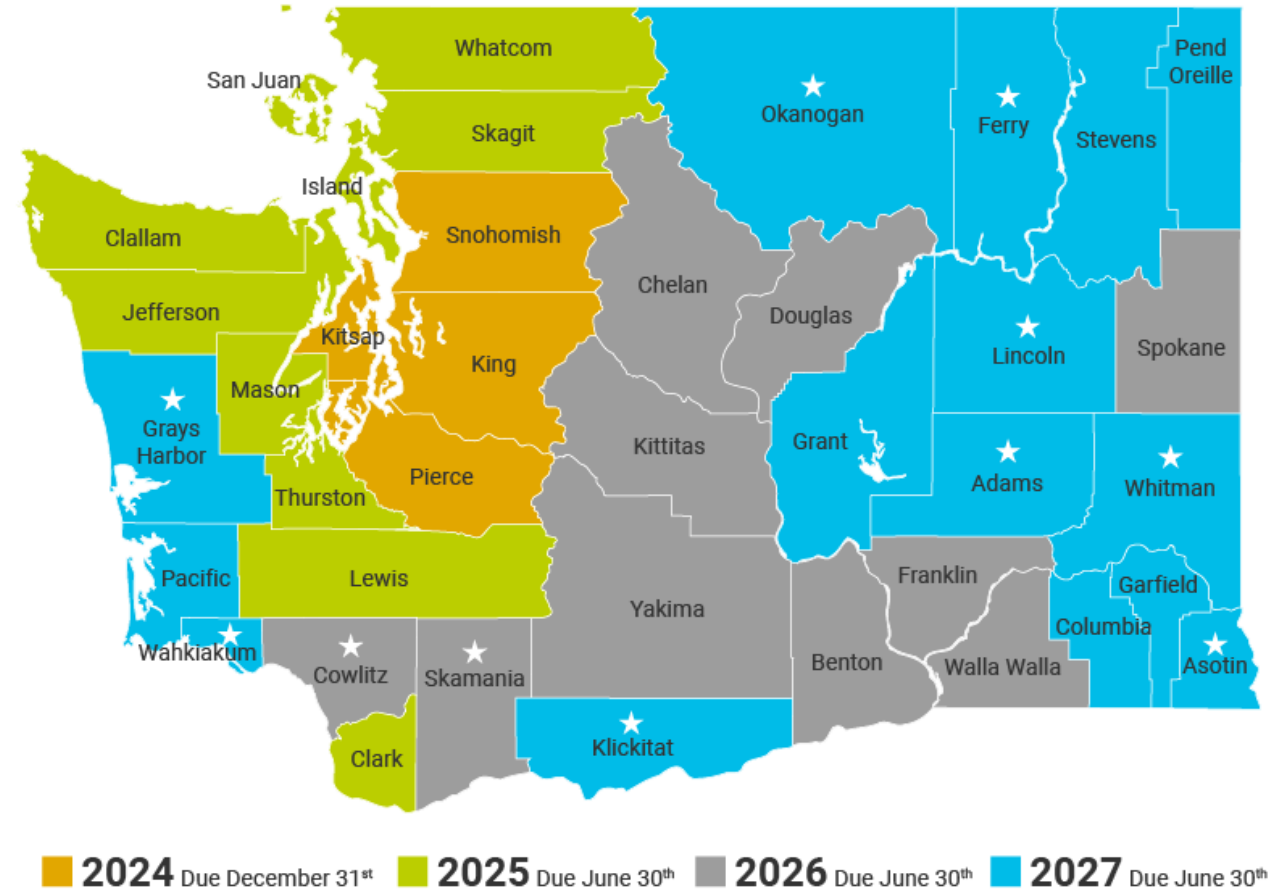 Whatcom
Pend
Oreille
San Juan
Okanogan
Ferry
Skagit
Stevens
Island
Snohomish
Clallam
Chelan
Jefferson
Douglas
Kitsap
Spokane
Lincoln
King
Mason
Grays
Harbor
Kittitas
Grant
Pierce
Adams
Whitman
Thurston
Pacific
Lewis
Franklin
Garfield
Yakima
Columbia
Wahkiakum
Cowlitz
Skamania
Benton
Walla Walla
Asotin
Klickitat
Clark
2024 Due December 31st
2025 Due June 30th
2026 Due June 30th
2027 Due June 30th